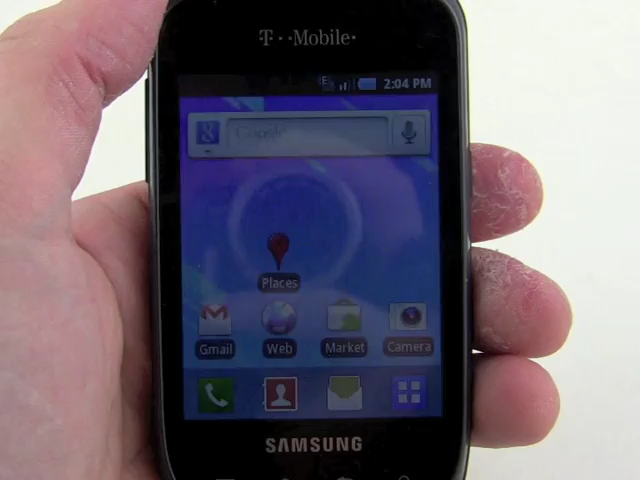 T··Mobile·
E 2:04 PM
Google
Places
Gmail Web Market Camera
SAMSUNG